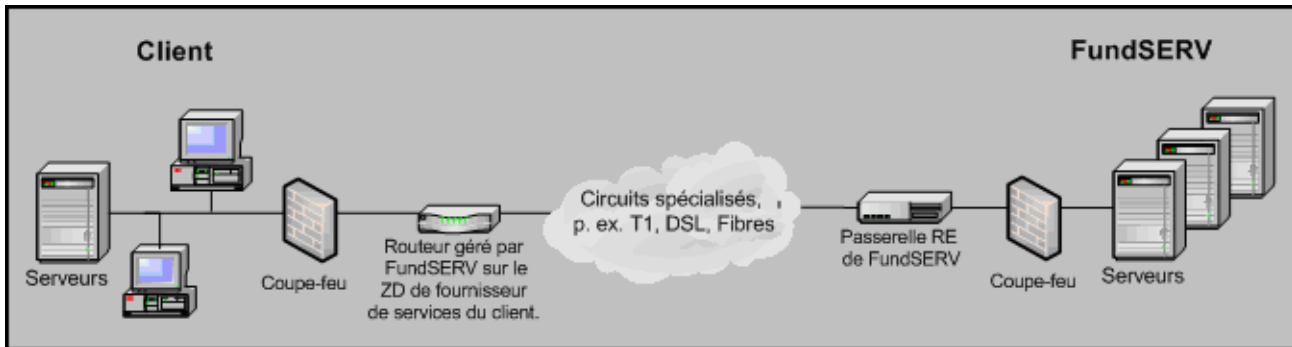 Client
FundSERV
Serveurs
Coupe-feu
Routeur géré par
FundSERV sur le
ZD de fournisseur
de services du client.
Circuits spécialisés, ,
p. ex. T1, DSL, Fibres
Passerelle RE
de FundSERV
Coupe-feu
Serveurs